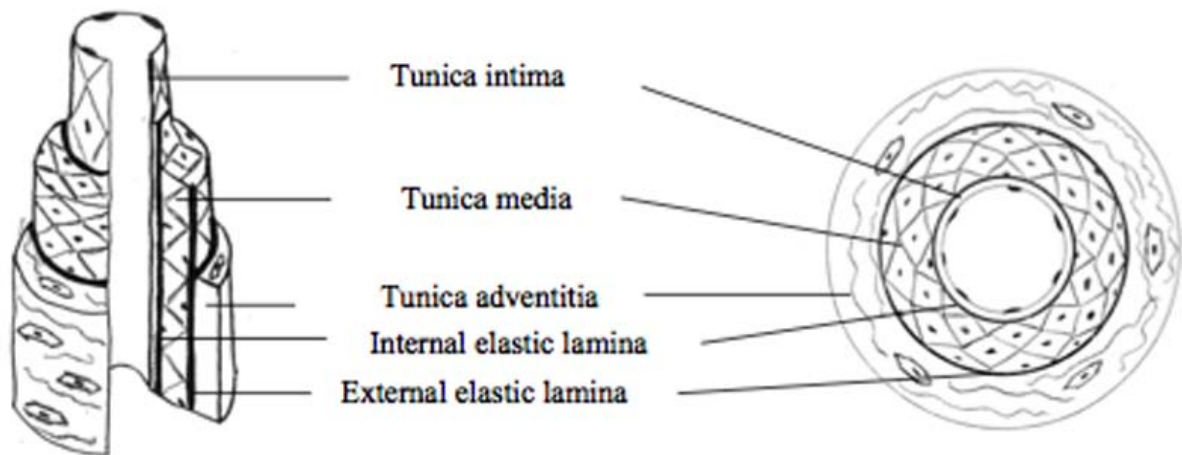 Tunica intima
Tunica media
Tunica adventitia
Internal elastic lamina
External elastic lamina